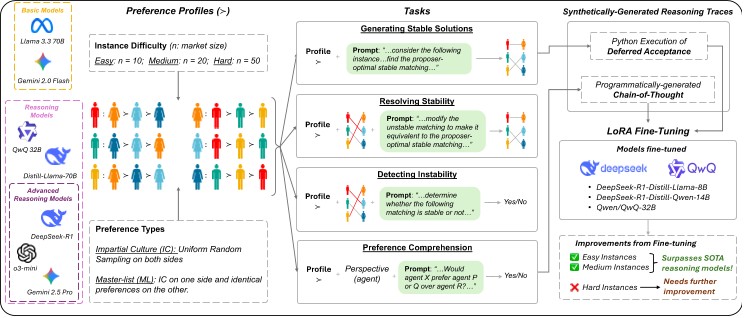 Basic Models
Llama 3.3 70B
Gemini 2.0 Flash
Reasoning Models
QwQ 32B
Distil-Llama-70B
Advanced Reasoning Models
DeepSeek-R1
o3-mini
Gemini 2.5 Pro
Preference Profiles (≻)
Instance Difficulty (n: market size)
Easy: n = 10; Medium: n = 20; Hard: n = 50
: ≻ ≻ : ≻ ≻
: ≻ ≻ : ≻ ≻
: ≻ ≻ : ≻ ≻
Preference Types
Impartial Culture (IC): Uniform Random
Sampling on both sides
Master-list (ML): IC on one side and identical
preferences on the other.
Tasks
Generating Stable Solutions
Profile
≻
+
Prompt: “…consider the following
instance…find the proposer-
optimal stable matching…”
Resolving Stability
Profile
≻
+
+
Prompt: “…modify the
unstable matching to make it
equivalent to the proposer-
optimal stable matching…”
Detecting Instability
Profile
≻
+
+
Prompt: “…determine
whether the following
matching is stable or not…”
Yes/No
Preference Comprehension
Profile
≻
+
Perspective
(agent)
+
Prompt: “…Would
agent X prefer agent P
or Q over agent R?…”
Yes/No
Synthetically-Generated Reasoning Traces
Python Execution of
Deferred Acceptance
Programmatically-generated
Chain-of-Thought
LoRA Fine-Tuning
Models fine-tuned
deepseek
QwQ
• DeepSeek-R1-Distill-Llama-8B
• DeepSeek-R1-Distill-Qwen-14B
• Qwen/QwQ-32B
Improvements from Fine-tuning
Easy Instances
Medium Instances
Surpasses SOTA
reasoning models!
Hard Instances
Needs further
improvement